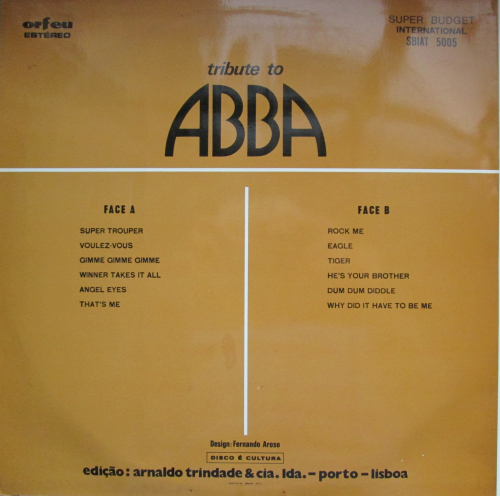 orfeu
ESTÉREO
SUPER BUDGET
INTERNATIONAL
SBIAT 5005
tribute to
ABBA
FACE A
SUPER TROUPER
VOULEZ-VOUS
GIMME GIMME GIMME
WINNER TAKES IT ALL
ANGEL EYES
THAT'S ME
FACE B
ROCK ME
EAGLE
TIGER
HE'S YOUR BROTHER
DUM DUM DIDDLE
WHY DID IT HAVE TO BE ME
Design: Fernando Aroso
DISCO É CULTURA
edição: arnaldo trindade & cia. lda. – porto – lisboa